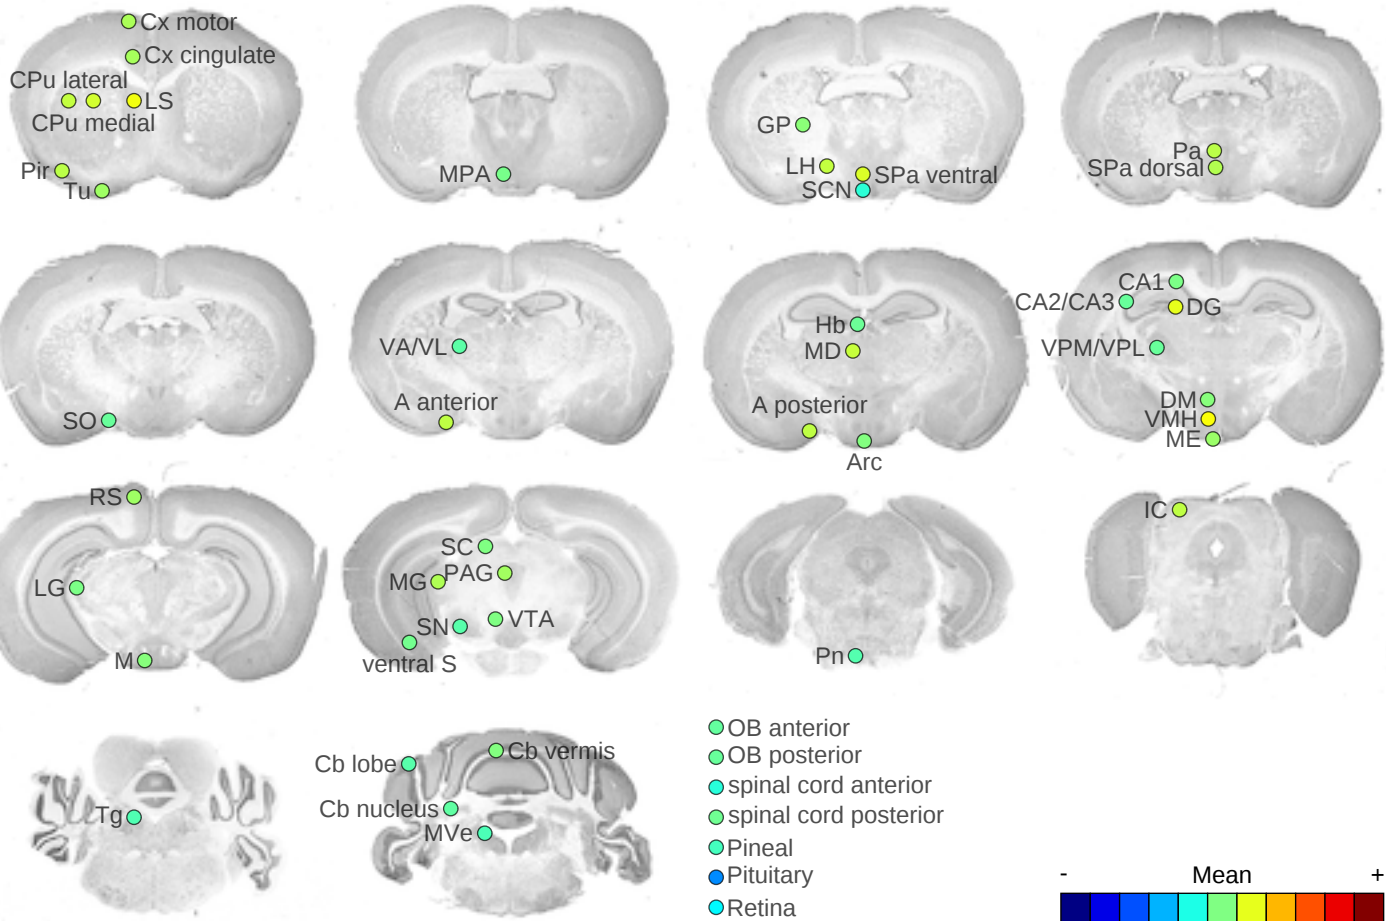 Cx motor
Cx cingulate
CPu lateral
LS
CPu medial
Pir
Tu
MPA
GP
LH
SPa ventral
SCN
Pa
SPa dorsal
SO
VA/VL
A anterior
Hb
MD
A posterior
Arc
CA1
CA2/CA3
DG
VPM/VPL
DM
VMH
ME
RS
LG
M
SC
MG
PAG
SN
VTA
ventral S
Pn
IC
Tg
Cb lobe
Cb vermis
Cb nucleus
MVe
OB anterior
OB posterior
spinal cord anterior
spinal cord posterior
Pineal
Pituitary
Retina
- Mean +